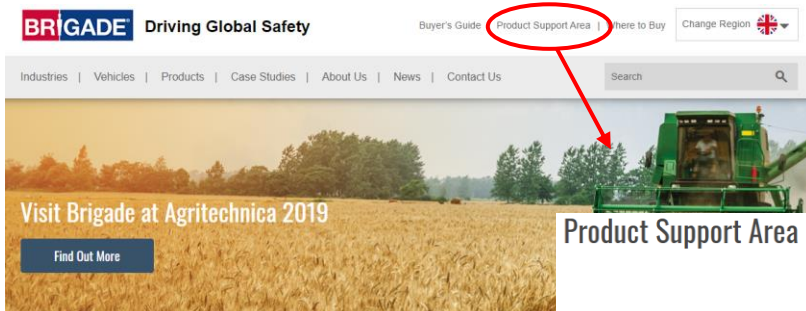 BRIGADE Driving Global Safety
Buyer's Guide Product Support Area | Where to Buy Change Region
Industries | Vehicles | Products | Case Studies | About Us | News | Contact Us Search
Visit Brigade at Agritechnica 2019
Find Out More
Product Support Area